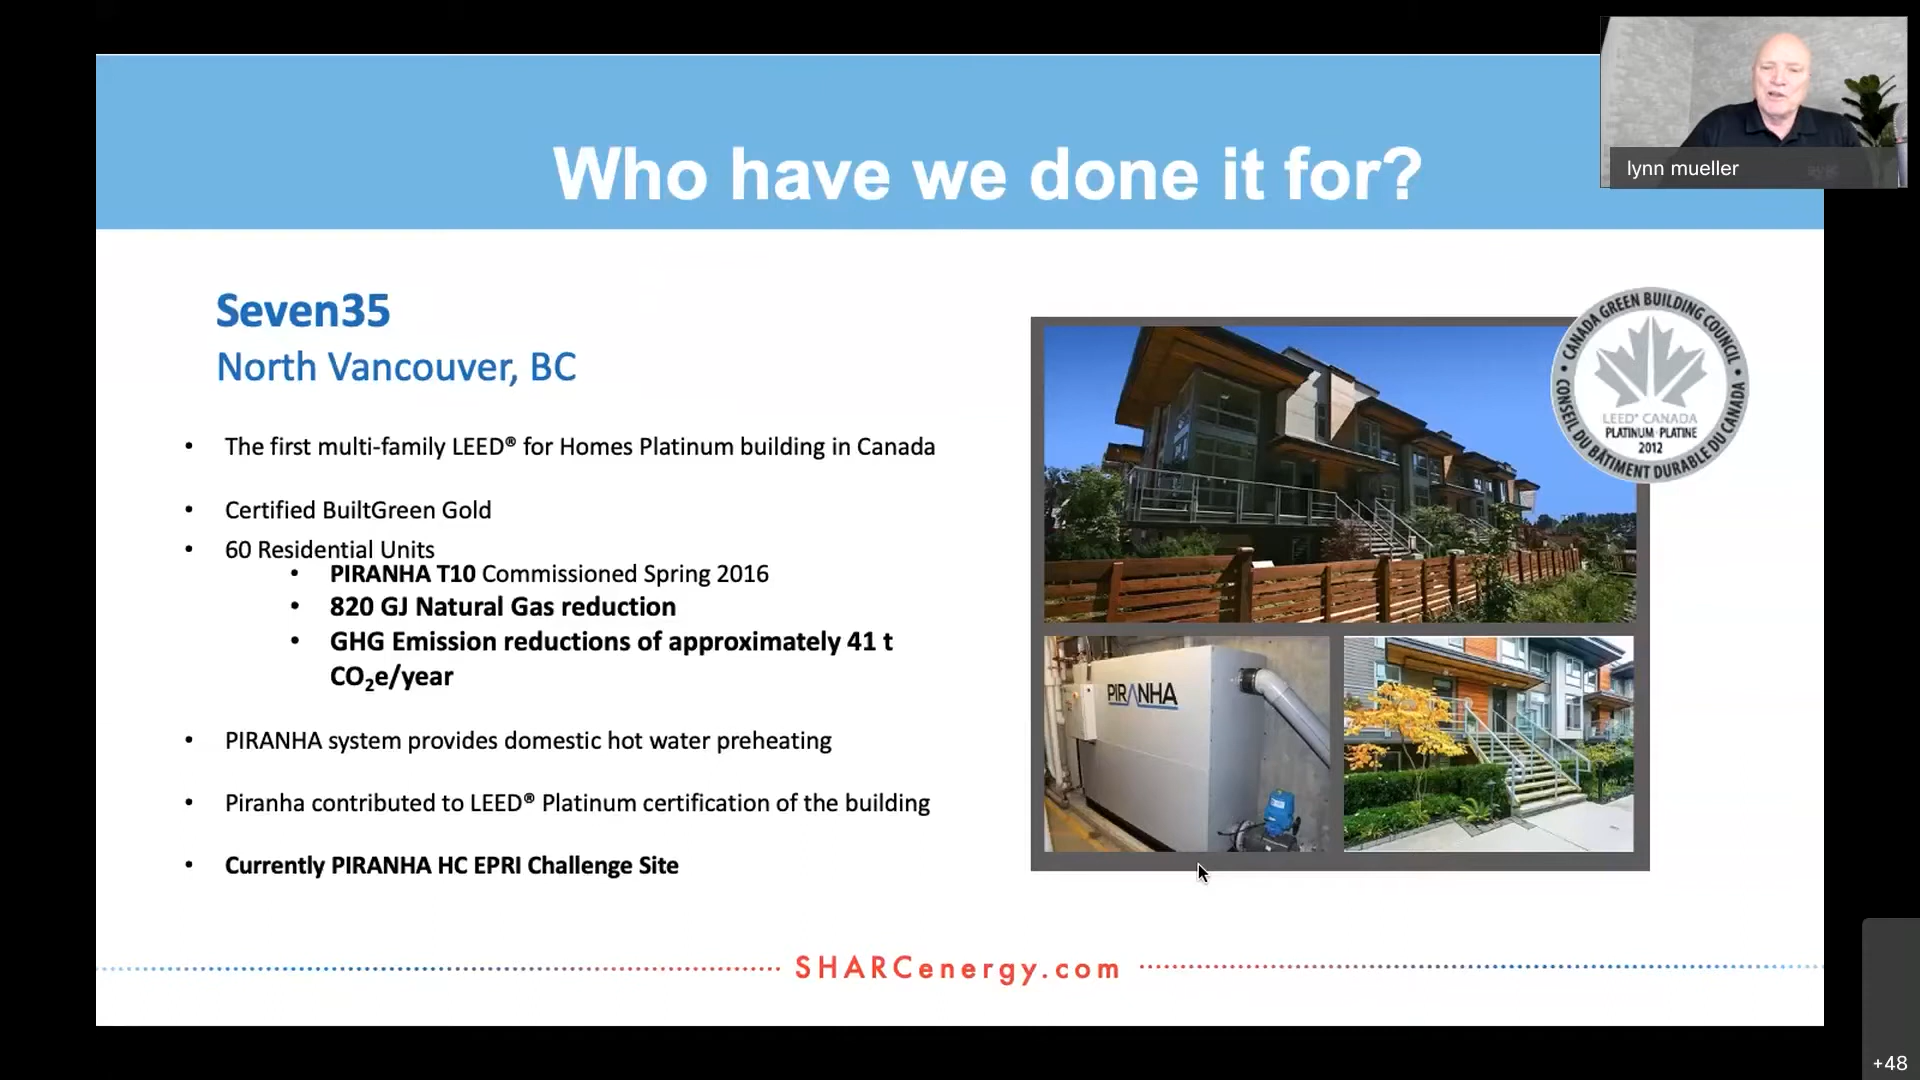 Who have we done it for?
lynn mueller
Seven35
North Vancouver, BC
• The first multi-family LEED® for Homes Platinum building in Canada
• Certified BuiltGreen Gold
• 60 Residential Units
• PIRANHA T10 Commissioned Spring 2016
• 820 GJ Natural Gas reduction
• GHG Emission reductions of approximately 41 t
CO₂e/year
• PIRANHA system provides domestic hot water preheating
• Piranha contributed to LEED® Platinum certification of the building
• Currently PIRANHA HC EPRI Challenge Site
• CANADA GREEN BUILDING COUNCIL •
CONSEIL DU BÂTIMENT DURABLE DU CANADA
LEED® CANADA
PLATINUM·PLATINE
2012
PIRANHA
SHARCenergy.com
+48